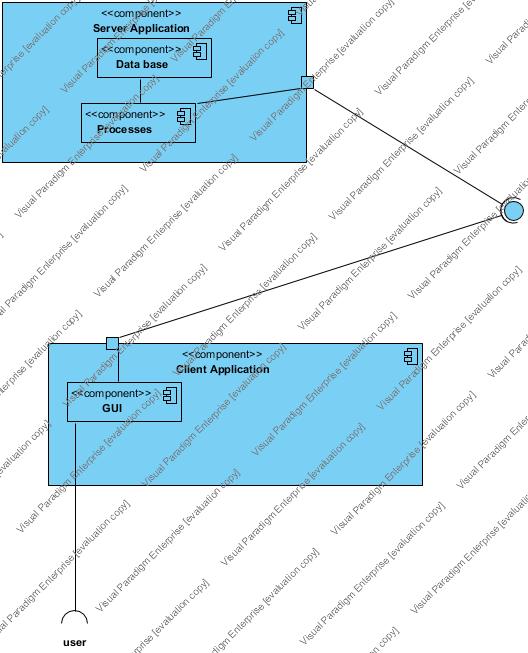 <<component>>
Server Application
<<component>>
Data base
<<component>>
Processes
<<component>>
Client Application
<<component>>
GUI
user
Visual Paradigm Enterprise [evaluation copy]